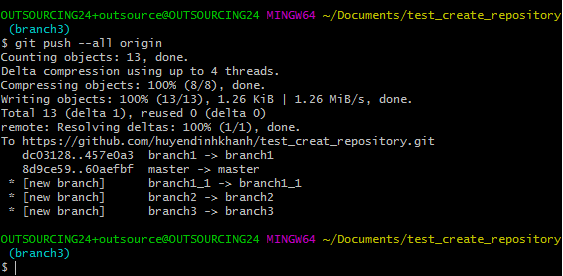 OUTSOURCING24+outsource@OUTSOURCING24 MINGW64 ~/Documents/test_create_repository
(branch3)
$ git push --all origin
Counting objects: 13, done.
Delta compression using up to 4 threads.
Compressing objects: 100% (8/8), done.
Writing objects: 100% (13/13), 1.26 KiB | 1.26 MiB/s, done.
Total 13 (delta 1), reused 0 (delta 0)
remote: Resolving deltas: 100% (1/1), done.
To https://github.com/huyendinhkhanh/test_creat_repository.git
dc03128..457e0a3  branch1 -> branch1
8d9ce59..60aefbf  master -> master
* [new branch]      branch1_1 -> branch1_1
* [new branch]      branch2 -> branch2
* [new branch]      branch3 -> branch3
OUTSOURCING24+outsource@OUTSOURCING24 MINGW64 ~/Documents/test_create_repository
(branch3)
$